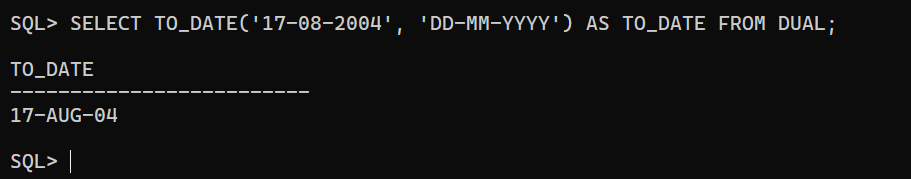 SQL> SELECT TO_DATE('17-08-2004', 'DD-MM-YYYY') AS TO_DATE FROM DUAL;
TO_DATE
-------------------------
17-AUG-04
SQL>